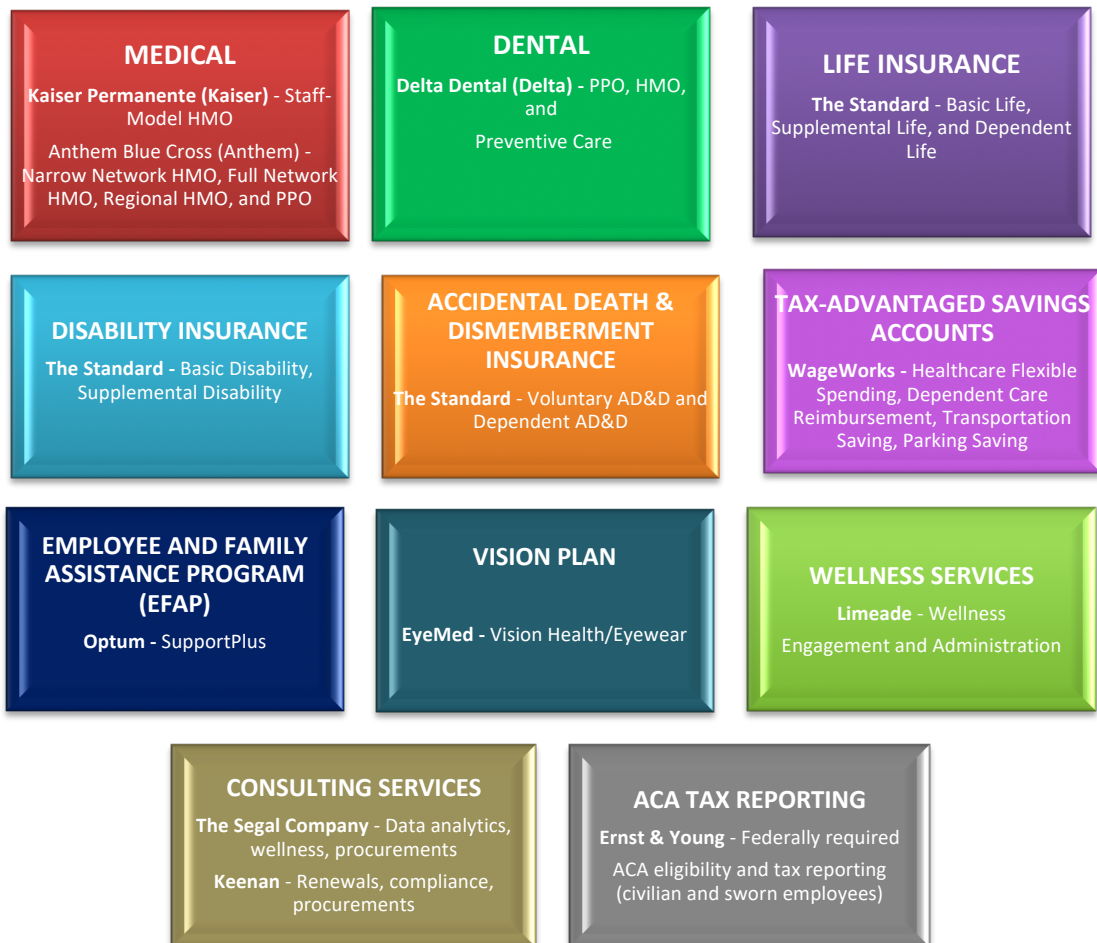 MEDICAL
Kaiser Permanente (Kaiser) - Staff-
Model HMO
Anthem Blue Cross (Anthem) -
Narrow Network HMO, Full Network
HMO, Regional HMO, and PPO
DENTAL
Delta Dental (Delta) - PPO, HMO,
and
Preventive Care
LIFE INSURANCE
The Standard - Basic Life,
Supplemental Life, and Dependent
Life
DISABILITY INSURANCE
The Standard - Basic Disability,
Supplemental Disability
ACCIDENTAL DEATH &
DISMEMBERMENT
INSURANCE
The Standard - Voluntary AD&D and
Dependent AD&D
TAX-ADVANTAGED SAVINGS
ACCOUNTS
WageWorks - Healthcare Flexible
Spending, Dependent Care
Reimbursement, Transportation
Saving, Parking Saving
EMPLOYEE AND FAMILY
ASSISTANCE PROGRAM
(EFAP)
Optum - SupportPlus
VISION PLAN
EyeMed - Vision Health/Eyewear
WELLNESS SERVICES
Limeade - Wellness
Engagement and Administration
CONSULTING SERVICES
The Segal Company - Data analytics,
wellness, procurements
Keenan - Renewals, compliance,
procurements
ACA TAX REPORTING
Ernst & Young - Federally required
ACA eligibility and tax reporting
(civilian and sworn employees)